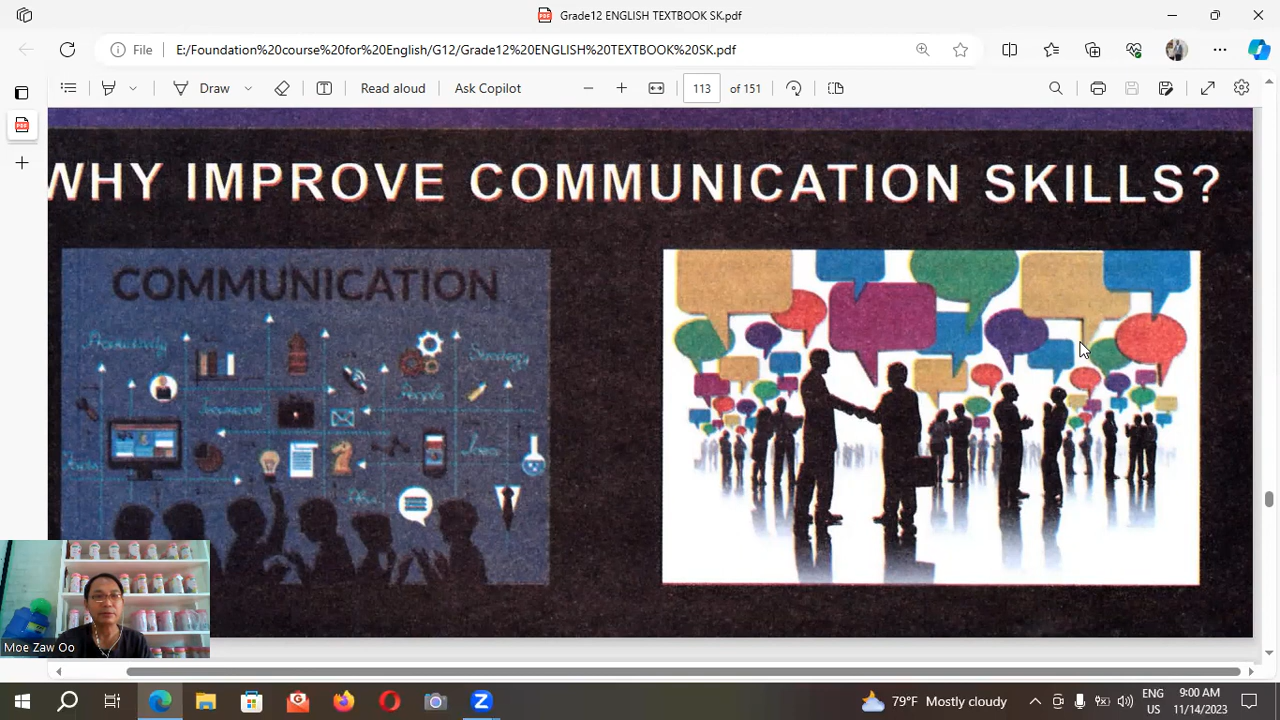 Grade12 ENGLISH TEXTBOOK SK.pdf
File
E:/Foundation%20course%20for%20English/G12/Grade12%20ENGLISH%20TEXTBOOK%20SK.pdf
Draw
Read aloud
Ask Copilot
113
of 151
WHY IMPROVE COMMUNICATION SKILLS?
COMMUNICATION
Productivity
Strategy
People
Ideas
Plan
Moe Zaw Oo
79°F Mostly cloudy
ENG
US
9:00 AM
11/14/2023